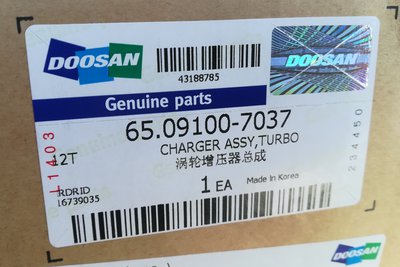 DOOSAN
43188785
DOOSAN
Genuine parts
65.09100-7037
CHARGER ASSY,TURBO
涡轮增压器总成
12T
1 EA
Made in Korea
RDRID
16739035
11403
234450
DOOSAN